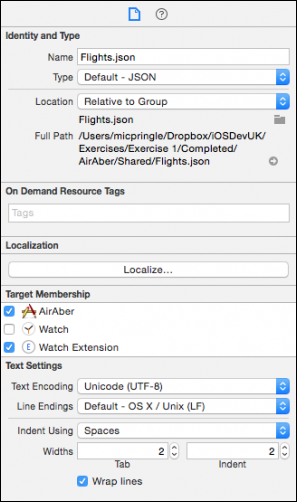 Identity and Type
Name Flights.json
Type Default - JSON
Location Relative to Group
Flights.json
Full Path /Users/micpringle/Dropbox/iOSDevUK/
Exercises/Exercise 1/Completed/
AirAber/Shared/Flights.json
On Demand Resource Tags
Tags
Localization
Localize...
Target Membership
AirAber
Watch
E Watch Extension
Text Settings
Text Encoding Unicode (UTF-8)
Line Endings Default - OS X / Unix (LF)
Indent Using Spaces
Widths 2 2
Tab Indent
Wrap lines